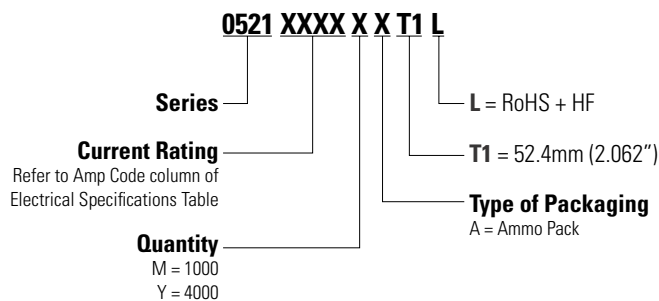 0521 XXXX X X T1 L
Series
L = RoHS + HF
Current Rating
Refer to Amp Code column of
Electrical Specifications Table
T1 = 52.4mm (2.062”)
Type of Packaging
A = Ammo Pack
Quantity
M = 1000
Y = 4000